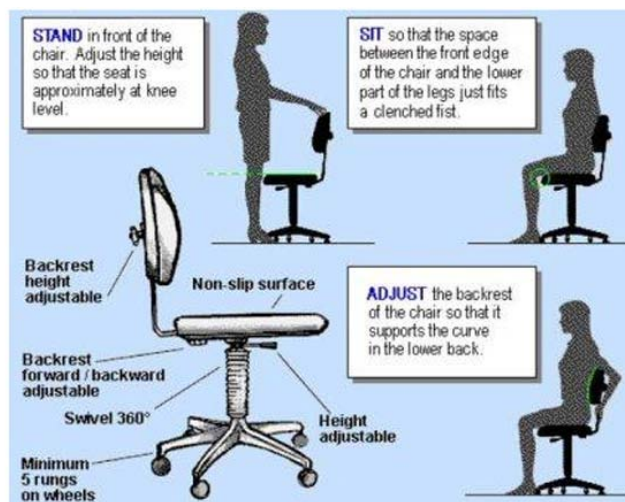 STAND in front of the
chair. Adjust the height
so that the seat is
approximately at knee
level.
SIT so that the space
between the front edge
of the chair and the lower
part of the legs just fits
a clenched fist.
Backrest
height
adjustable
Non-slip surface
ADJUST the backrest
of the chair so that it
supports the curve
in the lower back.
Backrest
forward / backward
adjustable
Swivel 360°
Height
adjustable
Minimum
5 rungs
on wheels